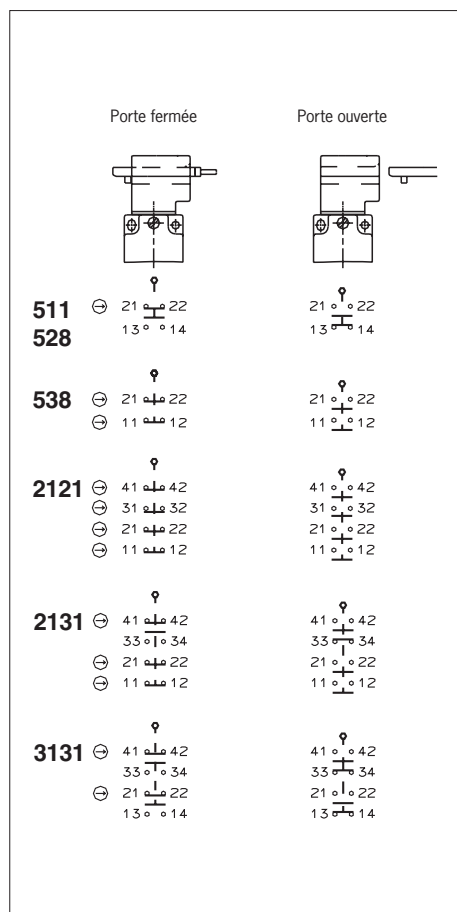 Porte fermée Porte ouverte
511 21 22 21 22
528 13 14 13 14
538 21 22 21 22
11 12 11 12
2121 41 42 41 42
31 32 31 32
21 22 21 22
11 12 11 12
2131 41 42 41 42
33 34 33 34
21 22 21 22
11 12 11 12
3131 41 42 41 42
33 34 33 34
21 22 21 22
13 14 13 14